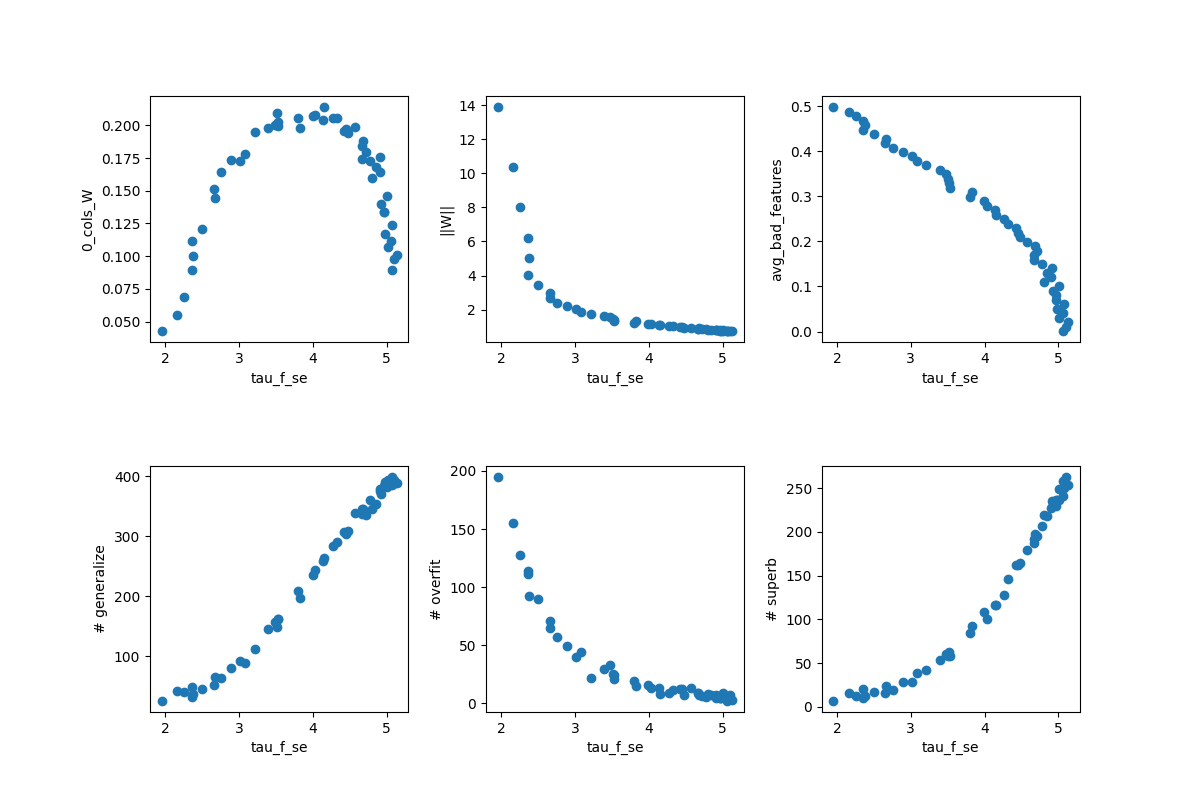 0_cols_W
0.200
0.175
0.150
0.125
0.100
0.075
0.050
2 3 4 5
tau_f_se
||W||
14
12
10
8
6
4
2
2 3 4 5
tau_f_se
avg_bad_features
0.5
0.4
0.3
0.2
0.1
0.0
2 3 4 5
tau_f_se
# generalize
400
300
200
100
2 3 4 5
tau_f_se
# overfit
200
150
100
50
0
2 3 4 5
tau_f_se
# superb
250
200
150
100
50
0
2 3 4 5
tau_f_se